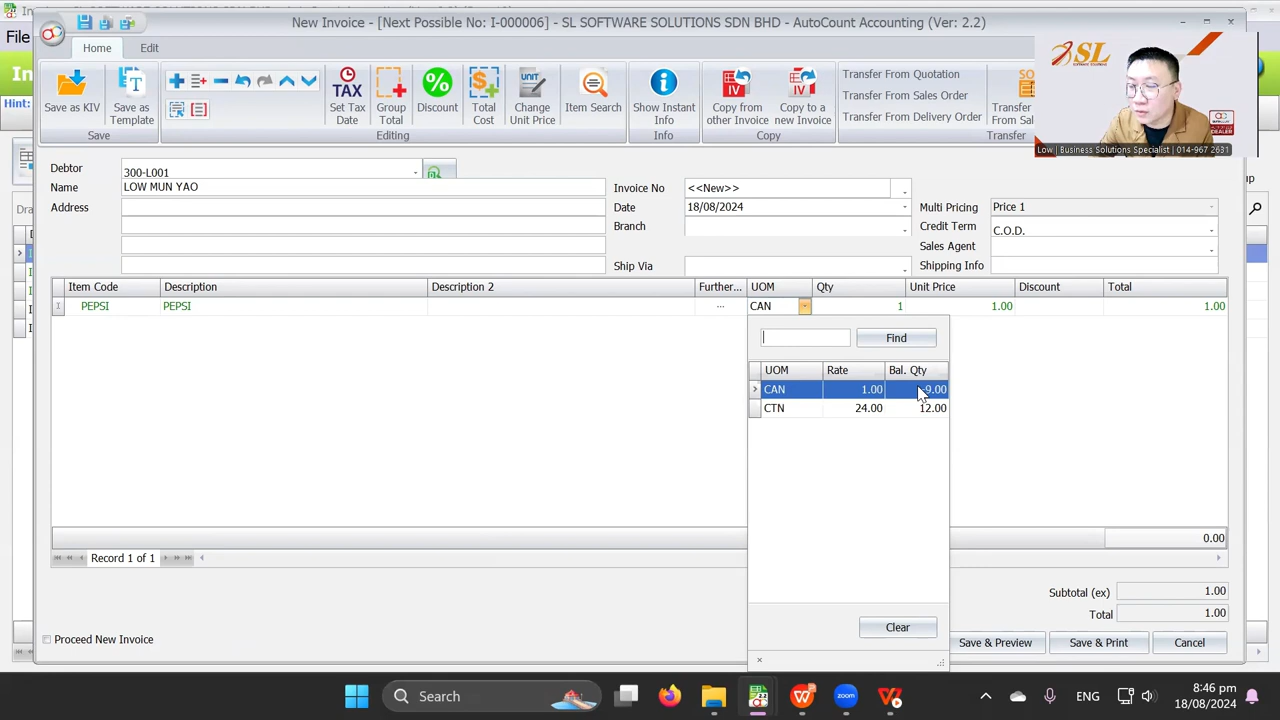 New Invoice - [Next Possible No: I-000006] - SL SOFTWARE SOLUTIONS SDN BHD - AutoCount Accounting (Ver: 2.2)
File
Home
Edit
Hint:
Save as KIV
Save as Template
Set Tax Date
Group Total
Discount
Total Cost
Change Unit Price
Item Search
Show Instant Info
Copy from other Invoice
Copy to a new Invoice
Transfer From Quotation
Transfer From Sales Order
Transfer From Delivery Order
Transfer From Sal
Save
Editing
Info
Copy
Transfer
SL
Low | Business Solutions Specialist | 014-967 2631
Debtor
300-L001
Name
LOW MUN YAO
Address
Invoice No
<<New>>
Date
18/08/2024
Branch
Ship Via
Multi Pricing
Price 1
Credit Term
C.O.D.
Sales Agent
Shipping Info
Item Code Description Description 2 Further... UOM Qty Unit Price Discount Total
PEPSI PEPSI ... CAN 1 1.00 1.00
Find
UOM Rate Bal. Qty
CAN 1.00 -9.00
CTN 24.00 12.00
0.00
Record 1 of 1
Subtotal (ex) 1.00
Total 1.00
Clear
Proceed New Invoice
Save & Preview
Save & Print
Cancel
Search
ENG
8:46 pm
18/08/2024